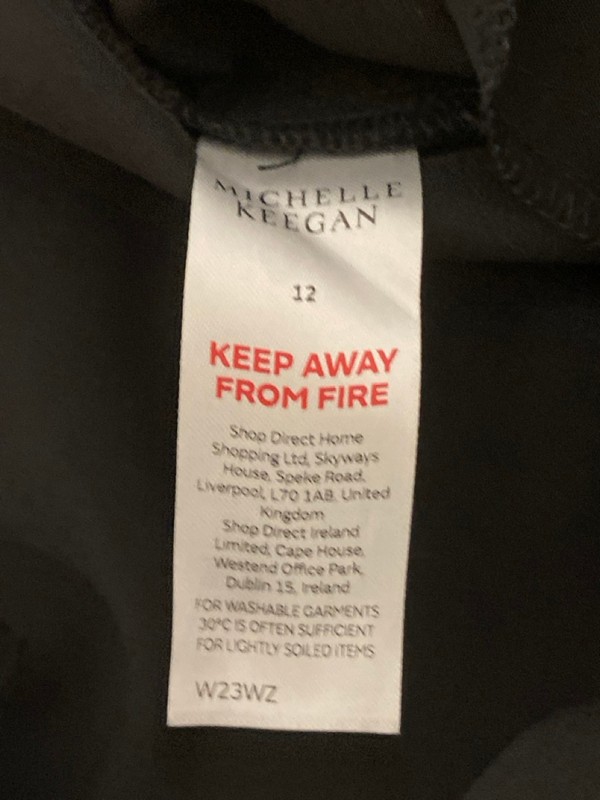 MICHELLE
KEEGAN
12
KEEP AWAY
FROM FIRE
Shop Direct Home
Shopping Ltd, Skyways
House, Speke Road,
Liverpool, L70 1AB, United
Kingdom
Shop Direct Ireland
Limited, Cape House,
Westend Office Park,
Dublin 15, Ireland
FOR WASHABLE GARMENTS
30°C IS OFTEN SUFFICIENT
FOR LIGHTLY SOILED ITEMS
W23WZ